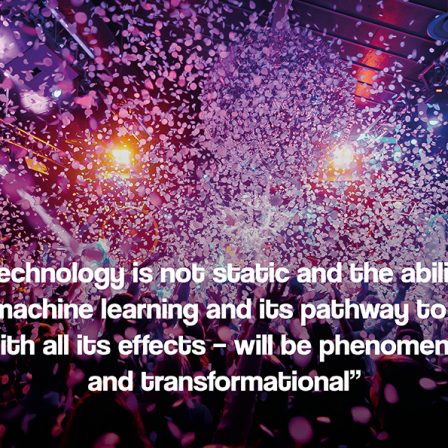 echnology is not static and the abili
machine learning and its pathway to
ith all its effects – will be phenomen
and transformational”